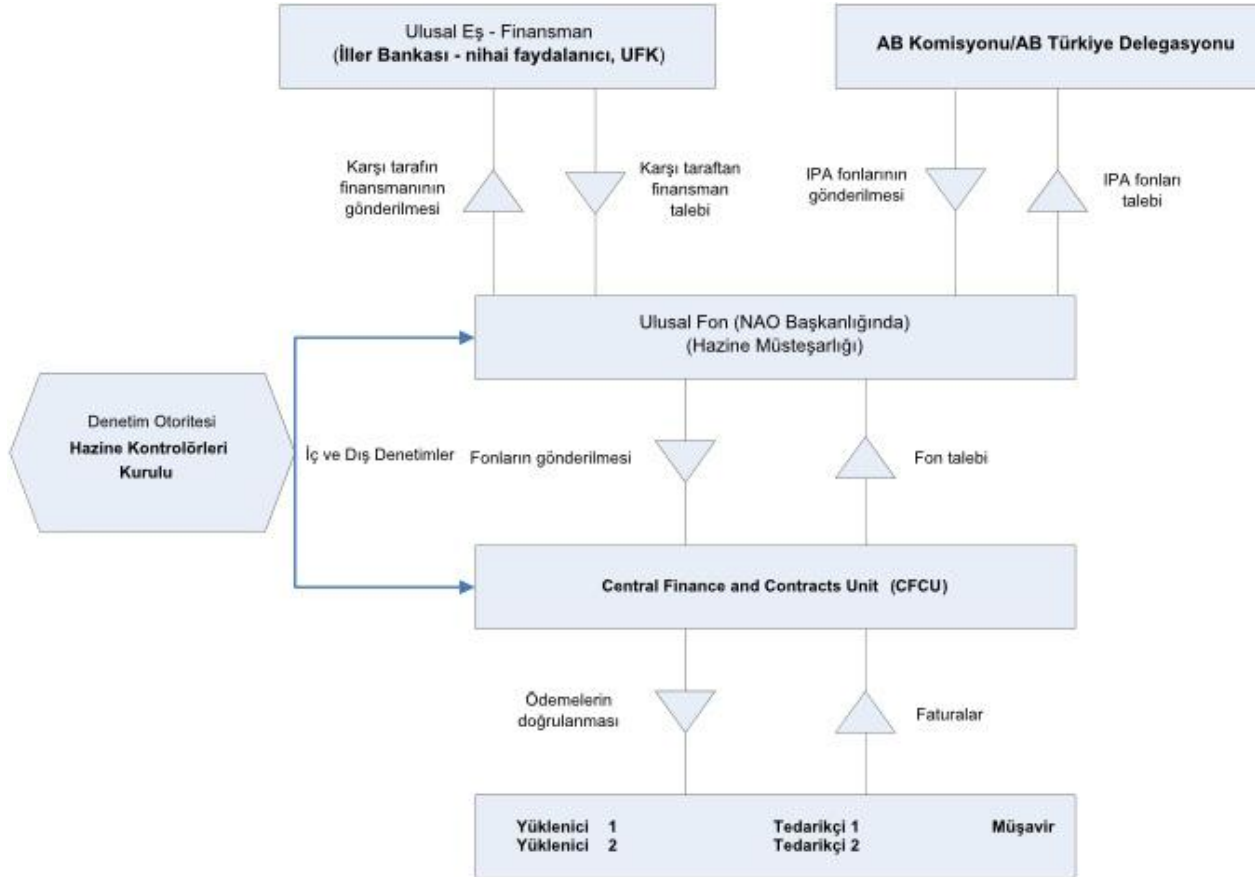 Ulusal Eş - Finansman
(İller Bankası - nihai faydalanıcı, UFK)
AB Komisyonu/AB Türkiye Delegasyonu
Karşı tarafın
finansmanının
gönderilmesi
Karşı taraftan
finansman
talebi
IPA fonlarının
gönderilmesi
IPA fonları
talebi
Ulusal Fon (NAO Başkanlığında)
(Hazine Müsteşarlığı)
Denetim Otoritesi
Hazine Kontrolörleri
Kurulu
İç ve Dış Denetimler
Fonların gönderilmesi
Fon talebi
Central Finance and Contracts Unit (CFCU)
Ödemelerin
doğrulanması
Faturalar
Yüklenici 1 Tedarikçi 1 Müşavir
Yüklenici 2 Tedarikçi 2